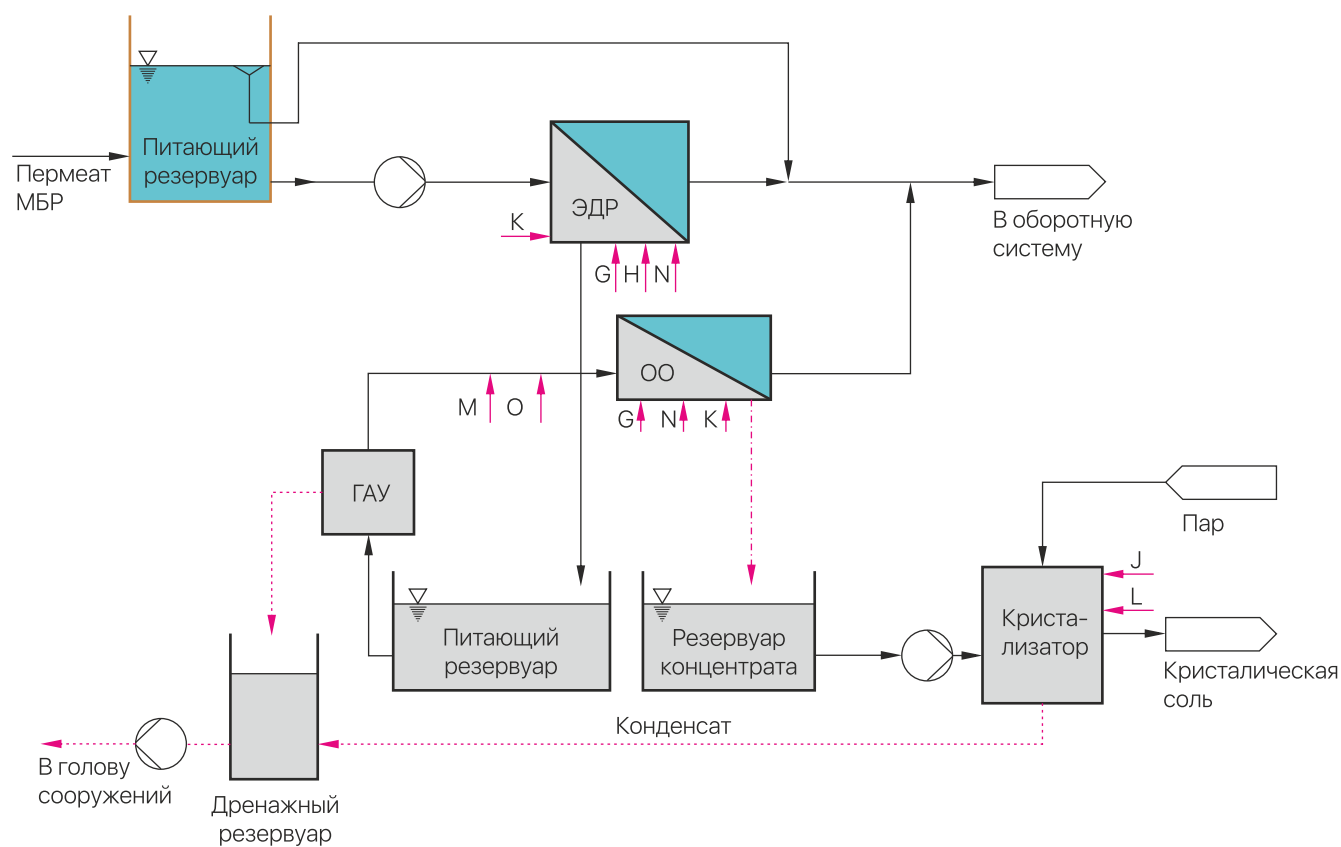 Питающий
резервуар
Пермеат
МБР
ЭДР
K
G H N
В оборотную
систему
ОО
M O
G N K
ГАУ
Пар
J
L
Криста-
лизатор
Питающий
резервуар
Резервуар
концентрата
Кристалическая
соль
Конденсат
В голову
сооружений
Дренажный
резервуар